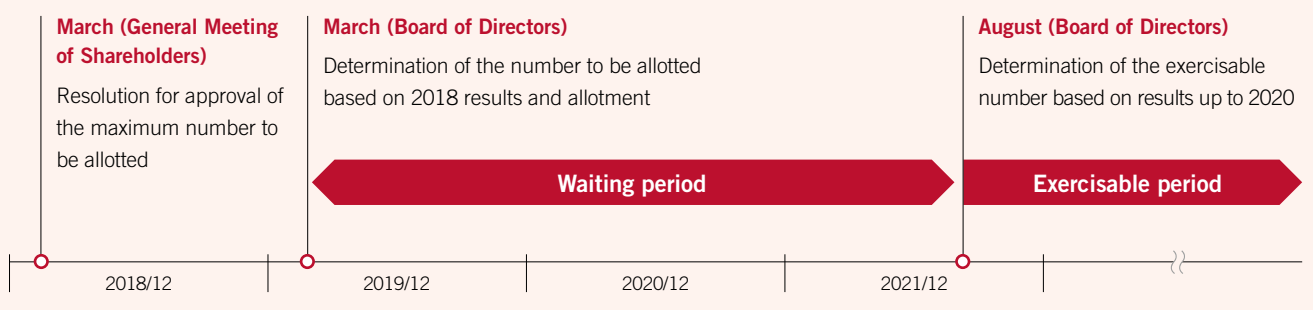 March (General Meeting
of Shareholders)
Resolution for approval of
the maximum number to
be allotted
March (Board of Directors)
Determination of the number to be allotted
based on 2018 results and allotment
August (Board of Directors)
Determination of the exercisable
number based on results up to 2020
Waiting period
Exercisable period
2018/12
2019/12
2020/12
2021/12